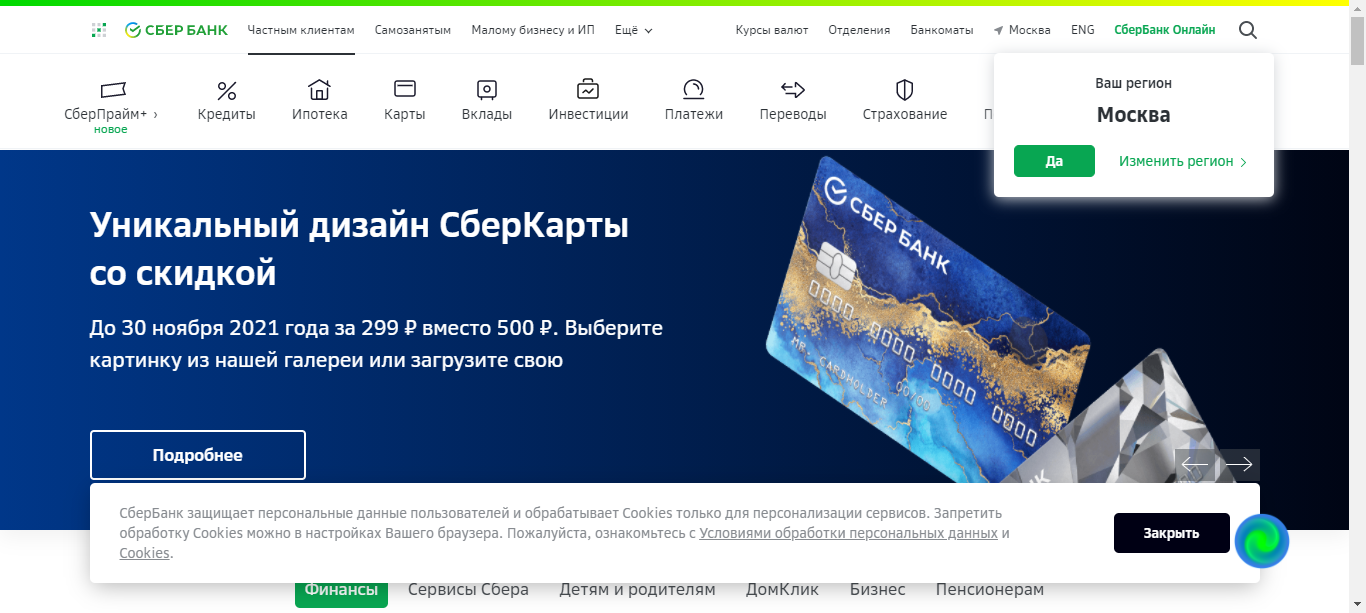 СБЕР БАНК
Частным клиентам
Самозанятым
Малому бизнесу и ИП
Ещё
Курсы валют
Отделения
Банкоматы
Москва
ENG
СберБанк Онлайн
СберПрайм+ ›
новое
Кредиты
Ипотека
Карты
Вклады
Инвестиции
Платежи
Переводы
Страхование
Ваш регион
Москва
Да
Изменить регион
Уникальный дизайн СберКарты
со скидкой
До 30 ноября 2021 года за 299 ₽ вместо 500 ₽. Выберите
картинку из нашей галереи или загрузите свою
Подробнее
СБЕР БАНК
0000 0000 0000 0000
00/00
MR. CARDHOLDER
СберБанк защищает персональные данные пользователей и обрабатывает Cookies только для персонализации сервисов. Запретить
обработку Cookies можно в настройках Вашего браузера. Пожалуйста, ознакомьтесь с Условиями обработки персональных данных и
Cookies.
Закрыть
Финансы
Сервисы Сбера
Детям и родителям
ДомКлик
Бизнес
Пенсионерам